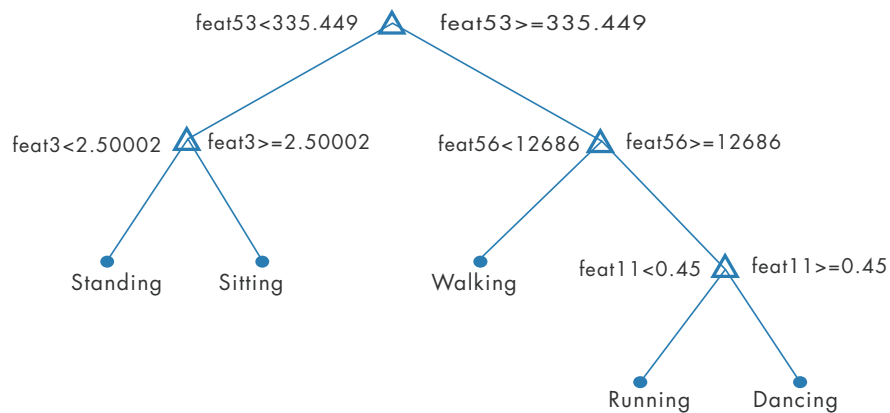 feat53<335.449
feat53>=335.449
feat3<2.50002
feat3>=2.50002
feat56<12686
feat56>=12686
Standing
Sitting
Walking
feat11<0.45
feat11>=0.45
Running
Dancing